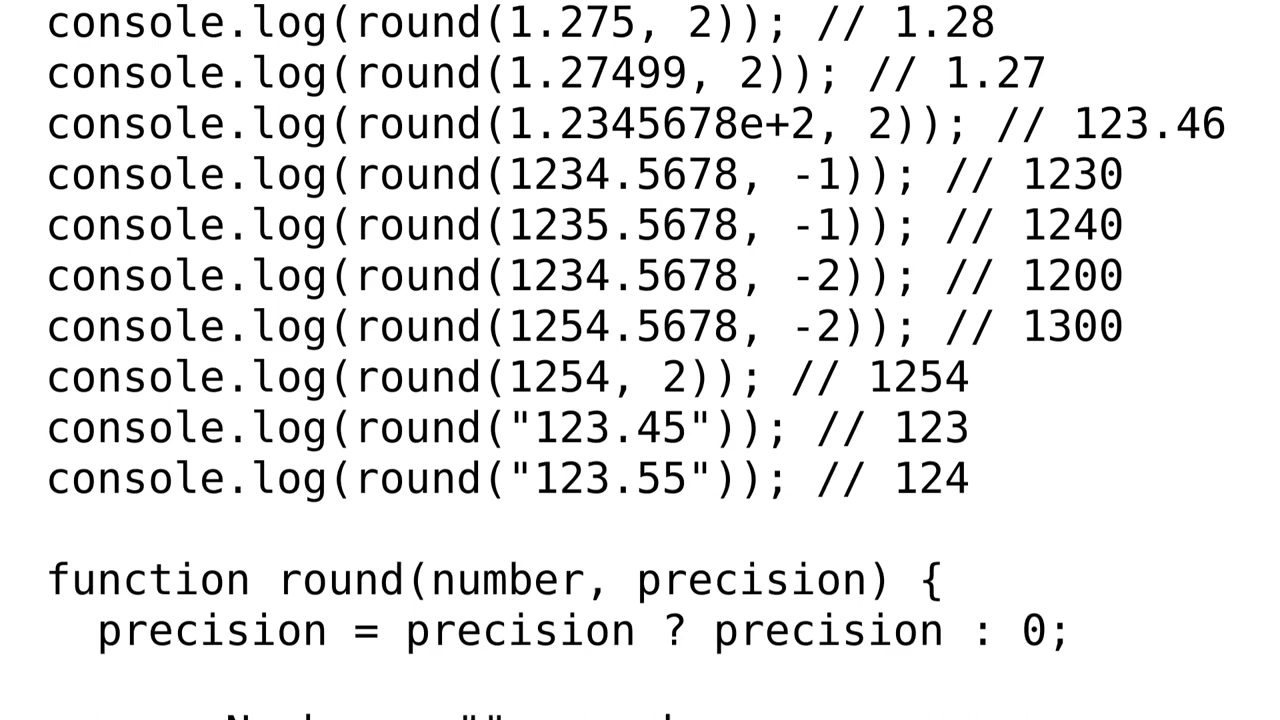 console.log(round(1.275, 2)); // 1.28
console.log(round(1.27499, 2)); // 1.27
console.log(round(1.2345678e+2, 2)); // 123.46
console.log(round(1234.5678, -1)); // 1230
console.log(round(1235.5678, -1)); // 1240
console.log(round(1234.5678, -2)); // 1200
console.log(round(1254.5678, -2)); // 1300
console.log(round(1254, 2)); // 1254
console.log(round("123.45")); // 123
console.log(round("123.55")); // 124
function round(number, precision) {
  precision = precision ? precision : 0;